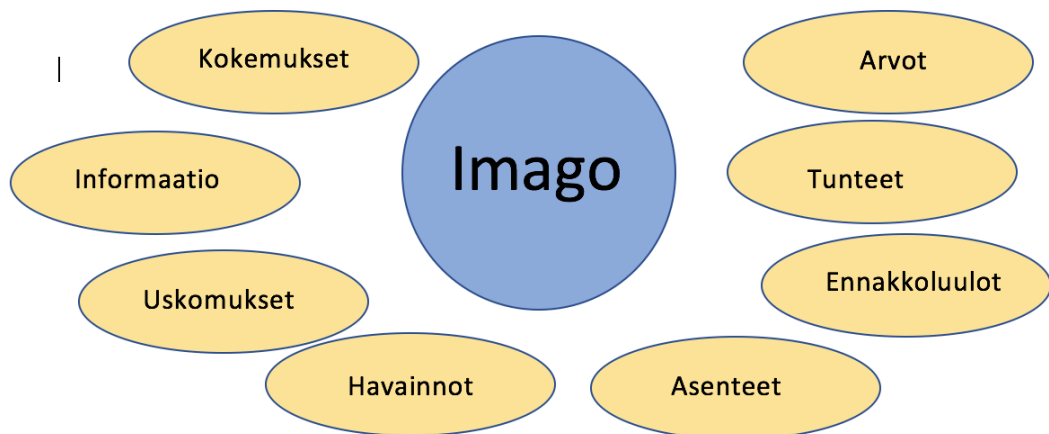 Kokemukset
Imago
Arvot
Informaatio
Tunteet
Uskomukset
Ennakkoluulot
Havainnot
Asenteet